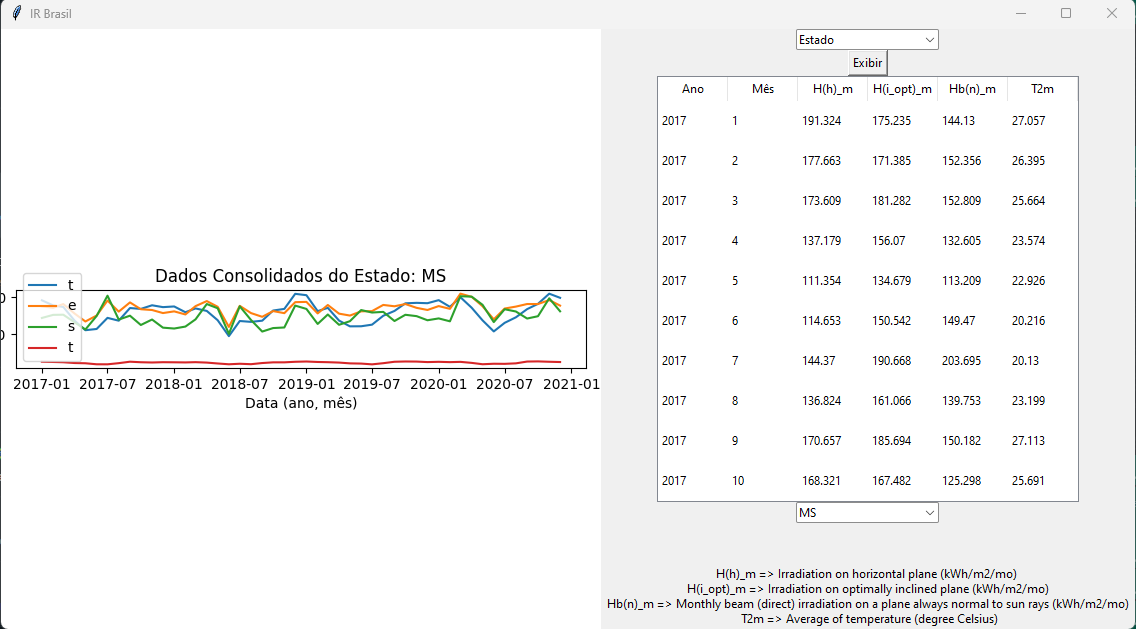 IR Brasil
Dados Consolidados do Estado: MS
t
e
s
t
0
0
2017-01 2017-07 2018-01 2018-07 2019-01 2019-07 2020-01 2020-07 2021-01
Data (ano, mês)
Estado
Exibir
Ano Mês H(h)_m H(i_opt)_m Hb(n)_m T2m
2017 1 191.324 175.235 144.13 27.057
2017 2 177.663 171.385 152.356 26.395
2017 3 173.609 181.282 152.809 25.664
2017 4 137.179 156.07 132.605 23.574
2017 5 111.354 134.679 113.209 22.926
2017 6 114.653 150.542 149.47 20.216
2017 7 144.37 190.668 203.695 20.13
2017 8 136.824 161.066 139.753 23.199
2017 9 170.657 185.694 150.182 27.113
2017 10 168.321 167.482 125.298 25.691
MS
H(h)_m => Irradiation on horizontal plane (kWh/m2/mo)
H(i_opt)_m => Irradiation on optimally inclined plane (kWh/m2/mo)
Hb(n)_m => Monthly beam (direct) irradiation on a plane always normal to sun rays (kWh/m2/mo)
T2m => Average of temperature (degree Celsius)